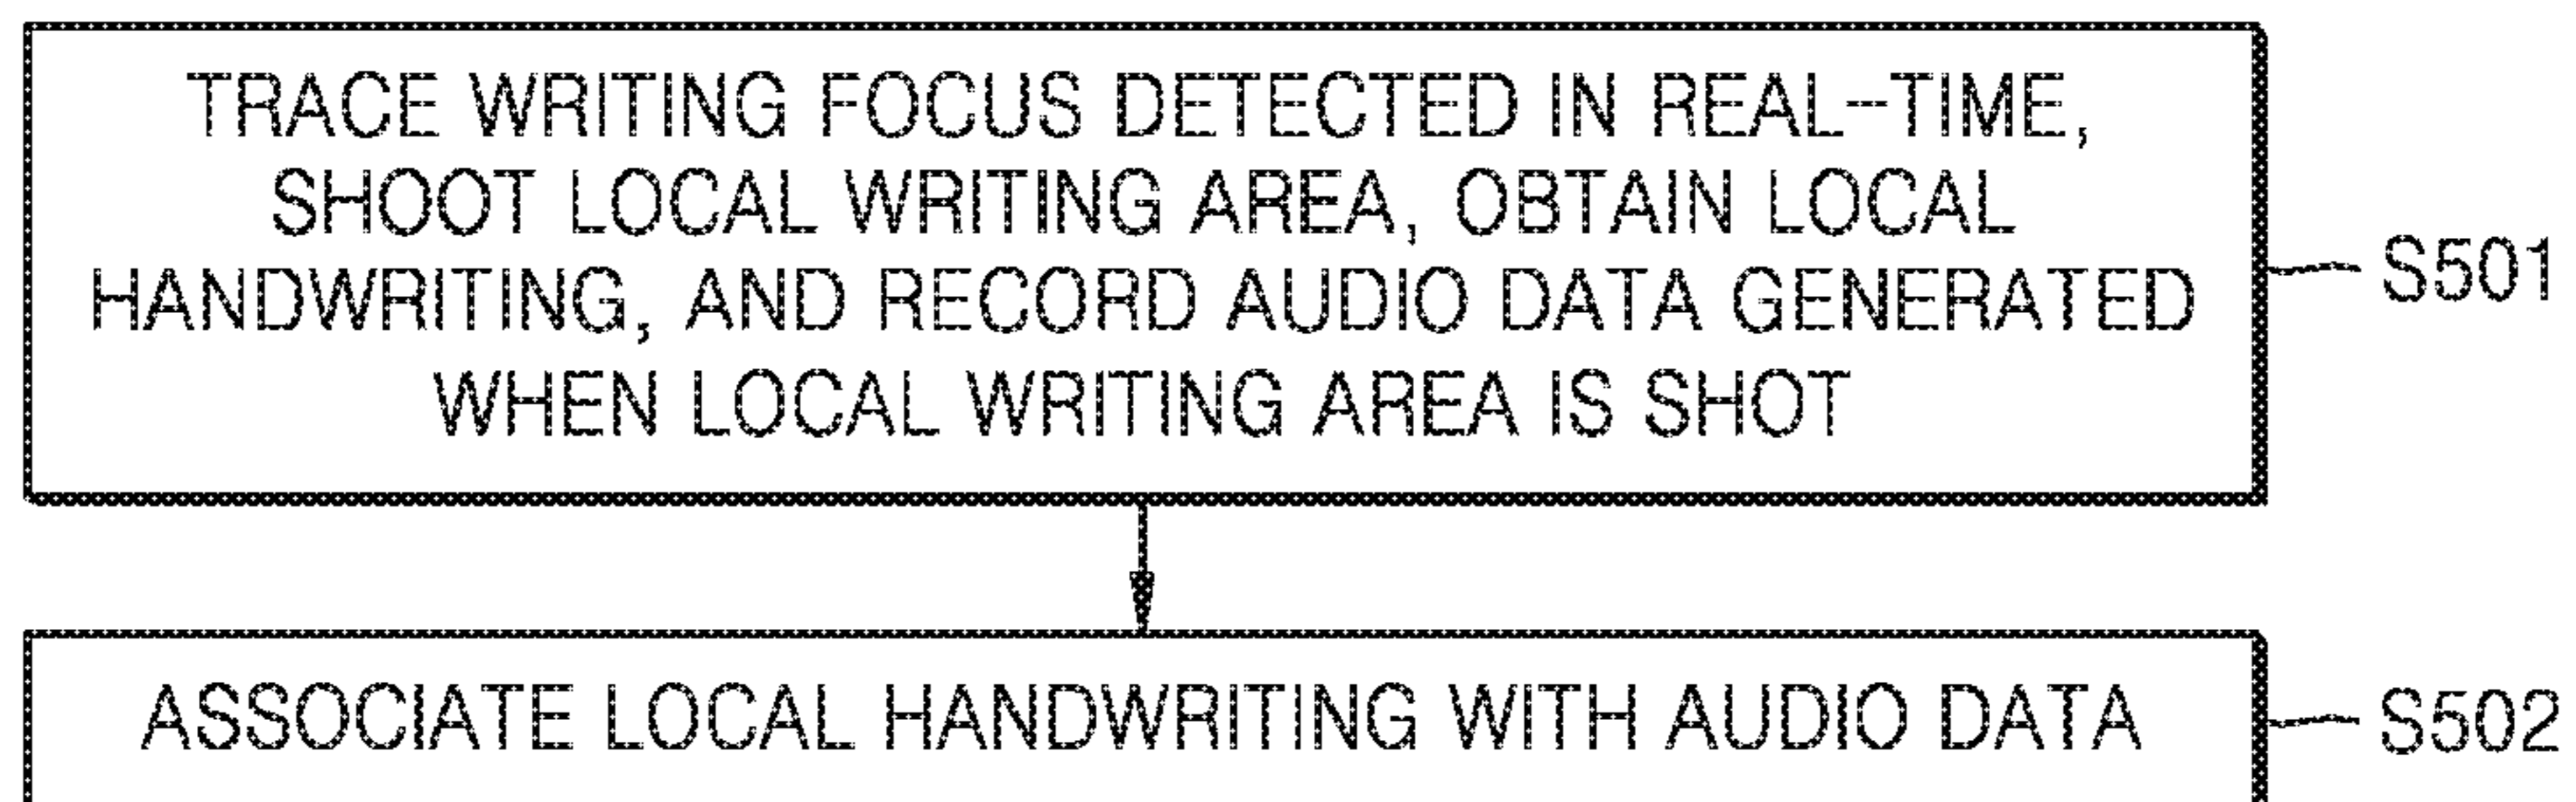 TRACE WRITING FOCUS DETECTED IN REAL-TIME,
SHOOT LOCAL WRITING AREA, OBTAIN LOCAL
HANDWRITING, AND RECORD AUDIO DATA GENERATED
WHEN LOCAL WRITING AREA IS SHOT
S501
ASSOCIATE LOCAL HANDWRITING WITH AUDIO DATA
S502